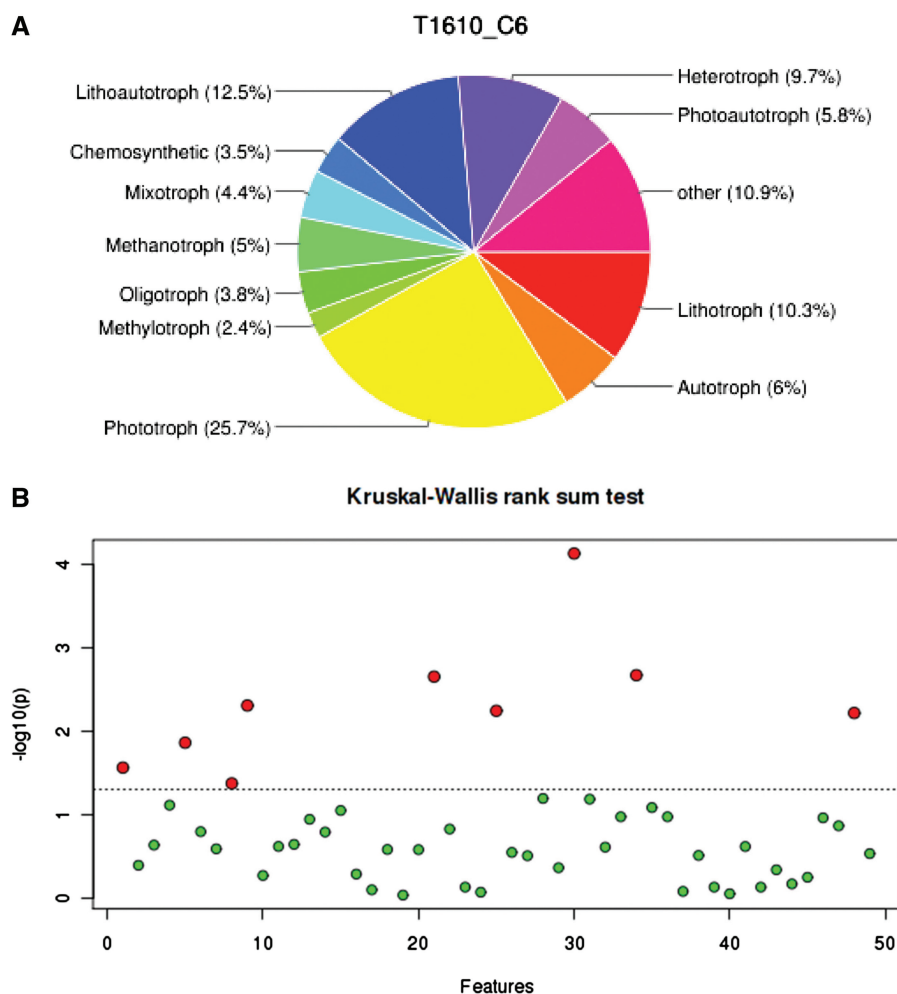 A
T1610_C6
Heterotroph (9.7%)
Lithoautotroph (12.5%)
Photoautotroph (5.8%)
Chemosynthetic (3.5%)
Mixotroph (4.4%)
other (10.9%)
Methanotroph (5%)
Oligotroph (3.8%)
Lithotroph (10.3%)
Methylotroph (2.4%)
Autotroph (6%)
Phototroph (25.7%)
B
Kruskal-Wallis rank sum test
4
3
2
1
0
-log10(p)
0 10 20 30 40 50
Features